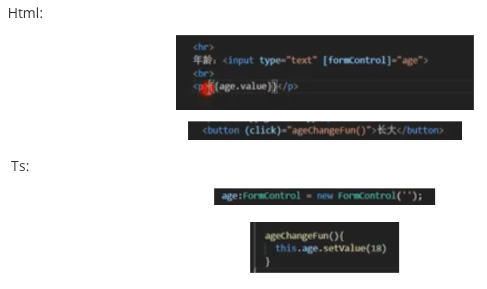 Html:
<hr>
年龄: <input type="text" [formControl]="age">
<br>
<p>{{age.value}}</p>
<button (click)="ageChangeFun()">长大</button>
Ts:
age:FormControl = new FormControl('');
ageChangeFun(){
this.age.setValue(18)
}